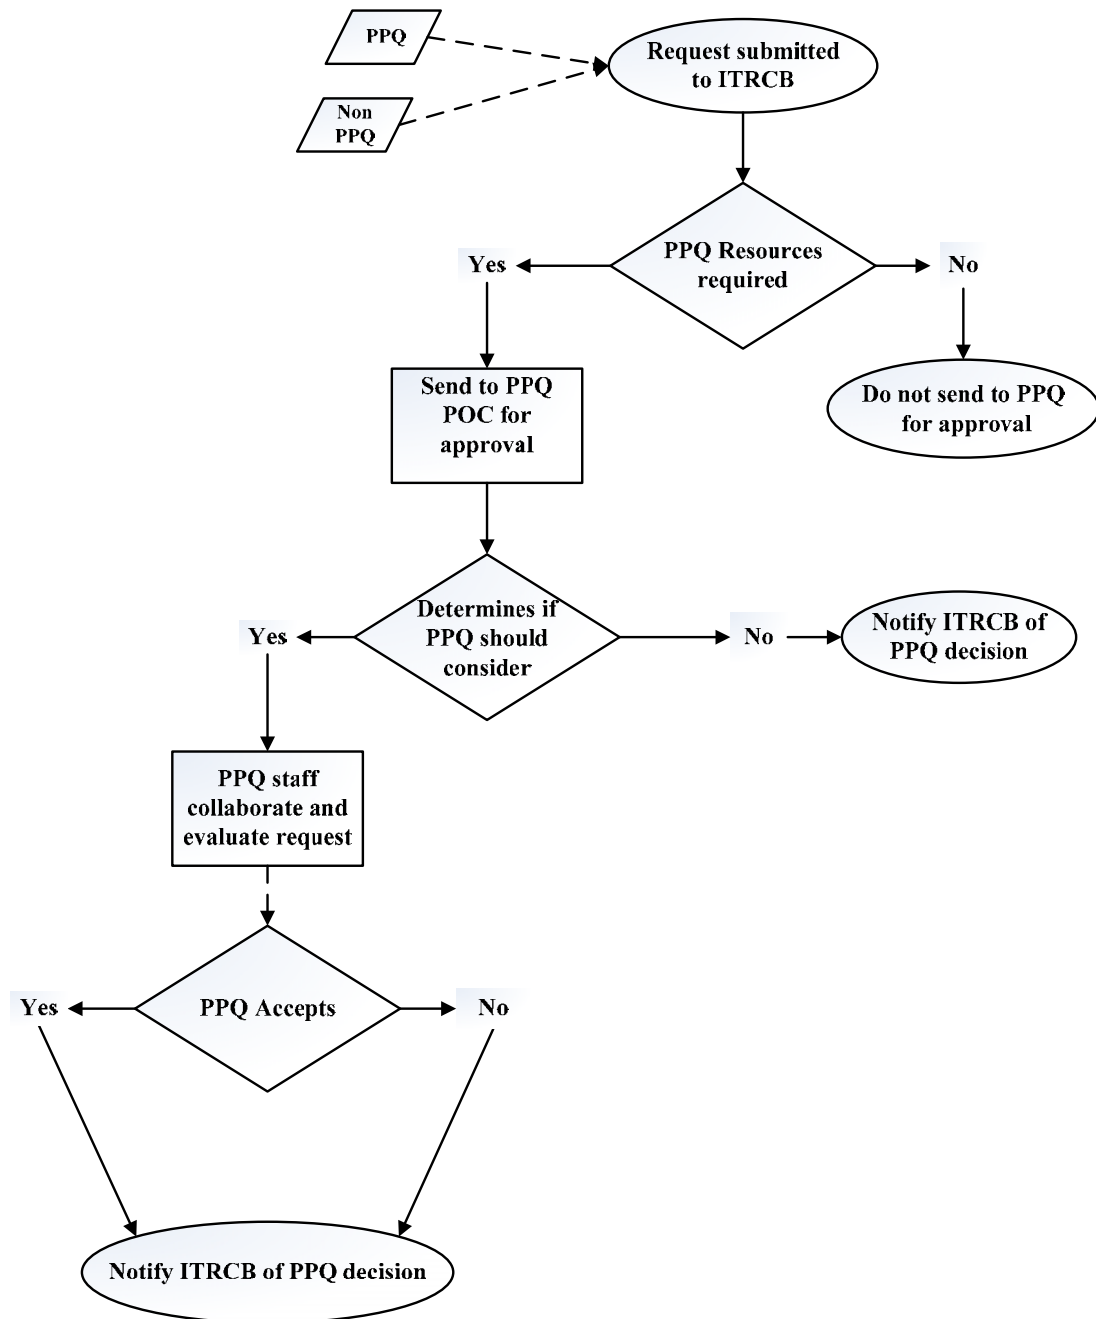 PPQ
Request submitted
to ITRCB
Non
PPQ
PPQ Resources
required
Yes
No
Send to PPQ
POC for
approval
Do not send to PPQ
for approval
Determines if
PPQ should
consider
Yes
No
Notify ITRCB of
PPQ decision
PPQ staff
collaborate and
evaluate request
Yes
PPQ Accepts
No
Notify ITRCB of PPQ decision